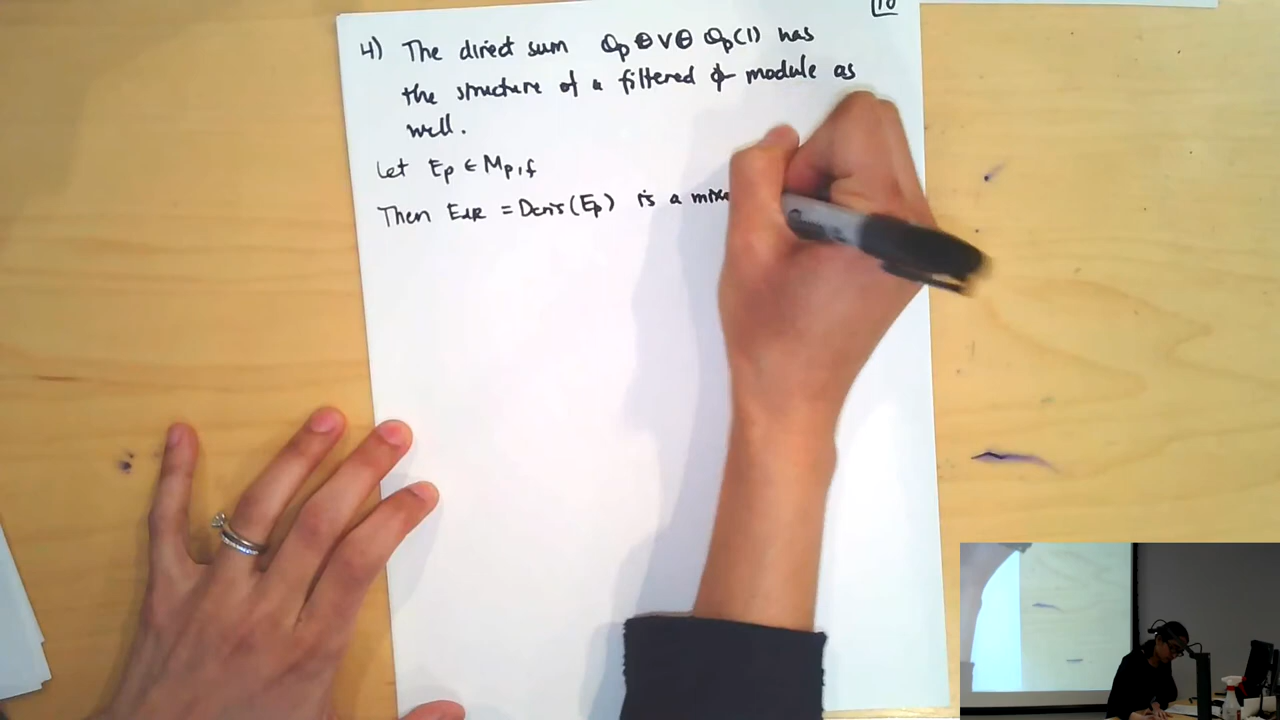 10
4) The direct sum ℚp ⊕ V ⊕ ℚp(1) has
the structure of a filtered ϕ module as
well.
Let Ep ∈ Mp,f
Then EdR = Dcris(Ep) is a mixe